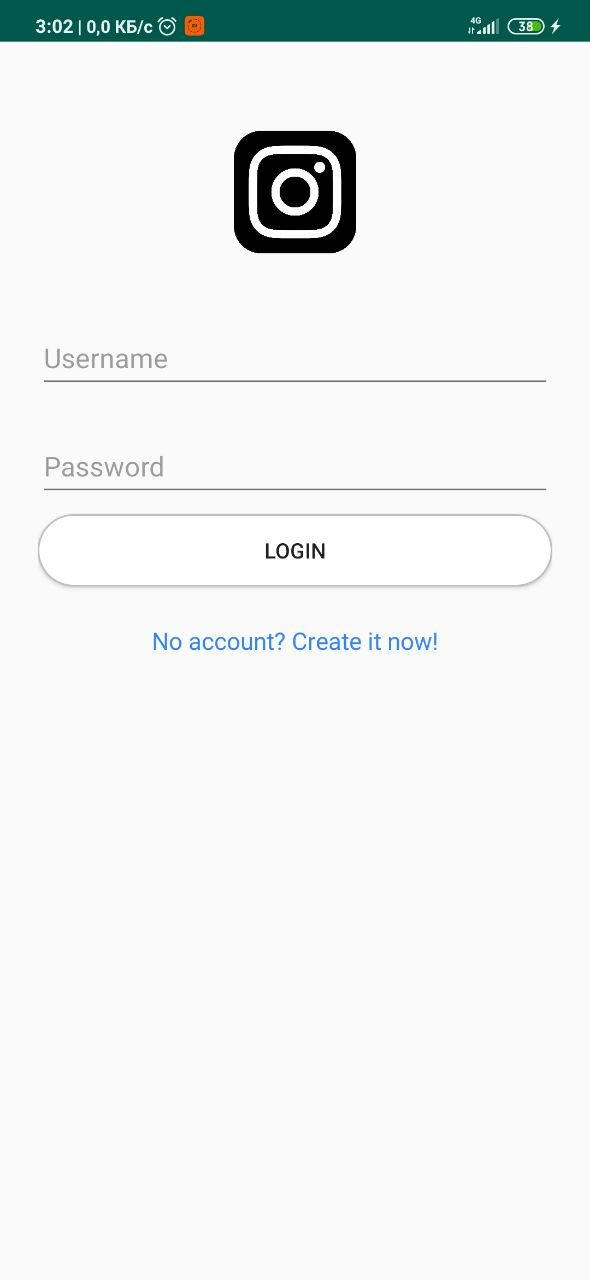 3:02 | 0,0 КБ/с
4G
38
Username
Password
LOGIN
No account? Create it now!